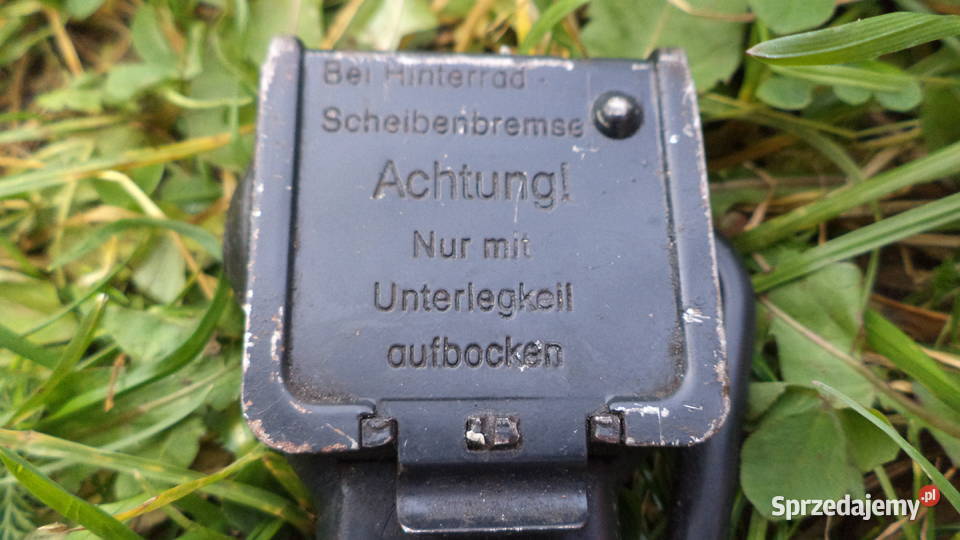 Bei Hinterrad
Scheibenbremse
Achtung!
Nur mit
Unterlegkeil
aufbocken
Sprzedajemy.pl